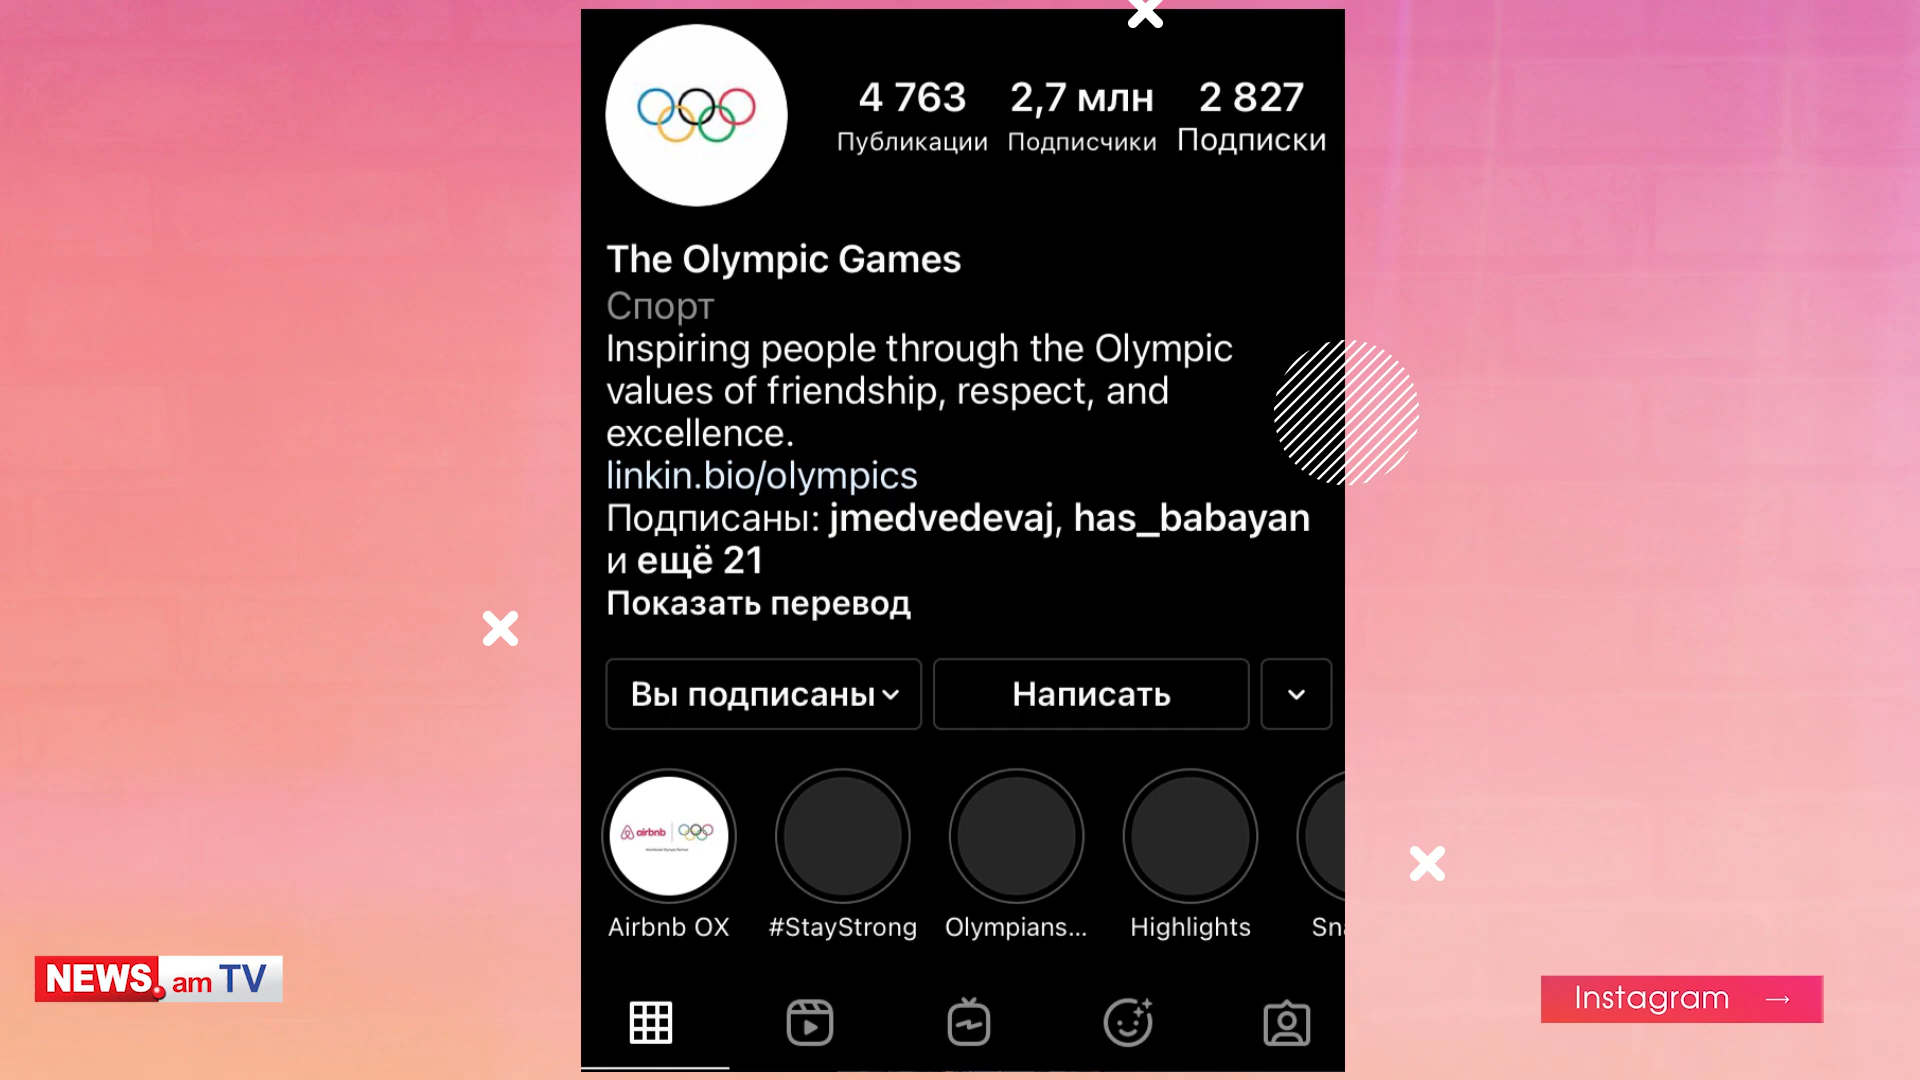 4 763 2,7 млн 2 827
Публикации Подписчики Подписки
The Olympic Games
Спорт
Inspiring people through the Olympic
values of friendship, respect, and
excellence.
linkin.bio/olympics
Подписаны: jmedvedevaj, has_babayan
и ещё 21
Показать перевод
Вы подписаны Написать
airbnb
Airbnb OX #StayStrong Olympians... Highlights Sn
NEWS.am TV
Instagram →